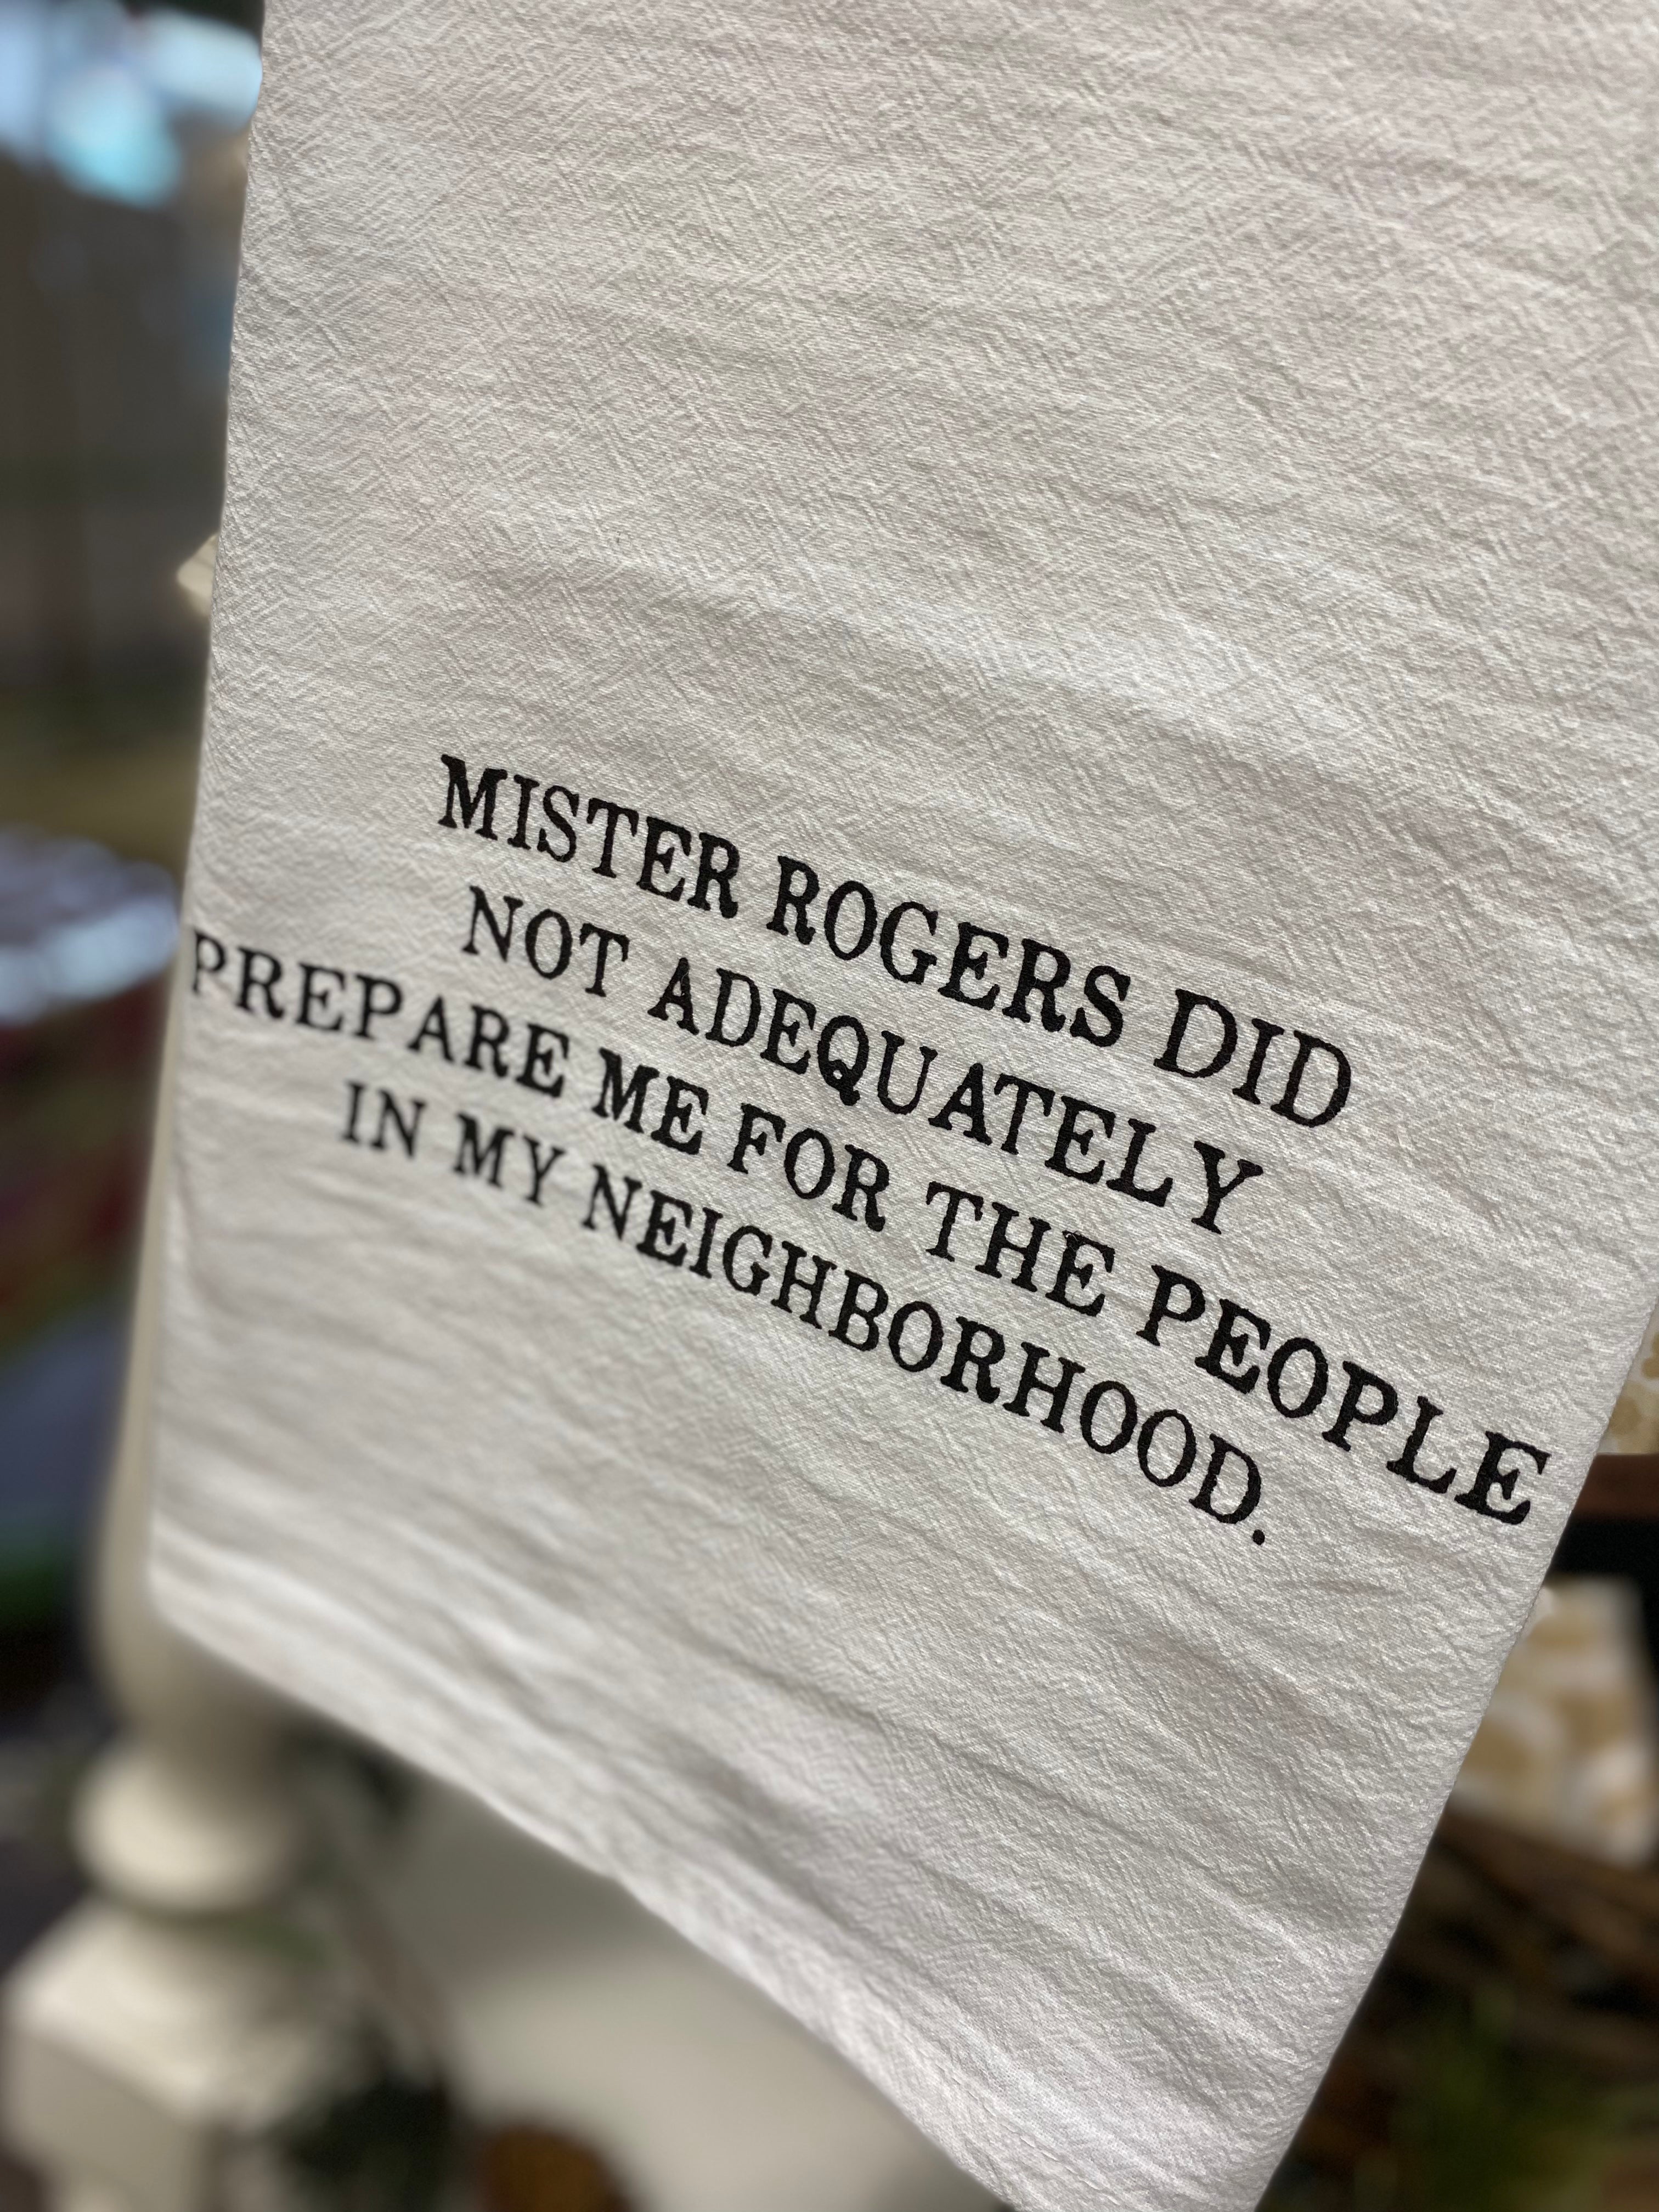 MISTER ROGERS DID
NOT ADEQUATELY
PREPARE ME FOR THE PEOPLE
IN MY NEIGHBORHOOD.